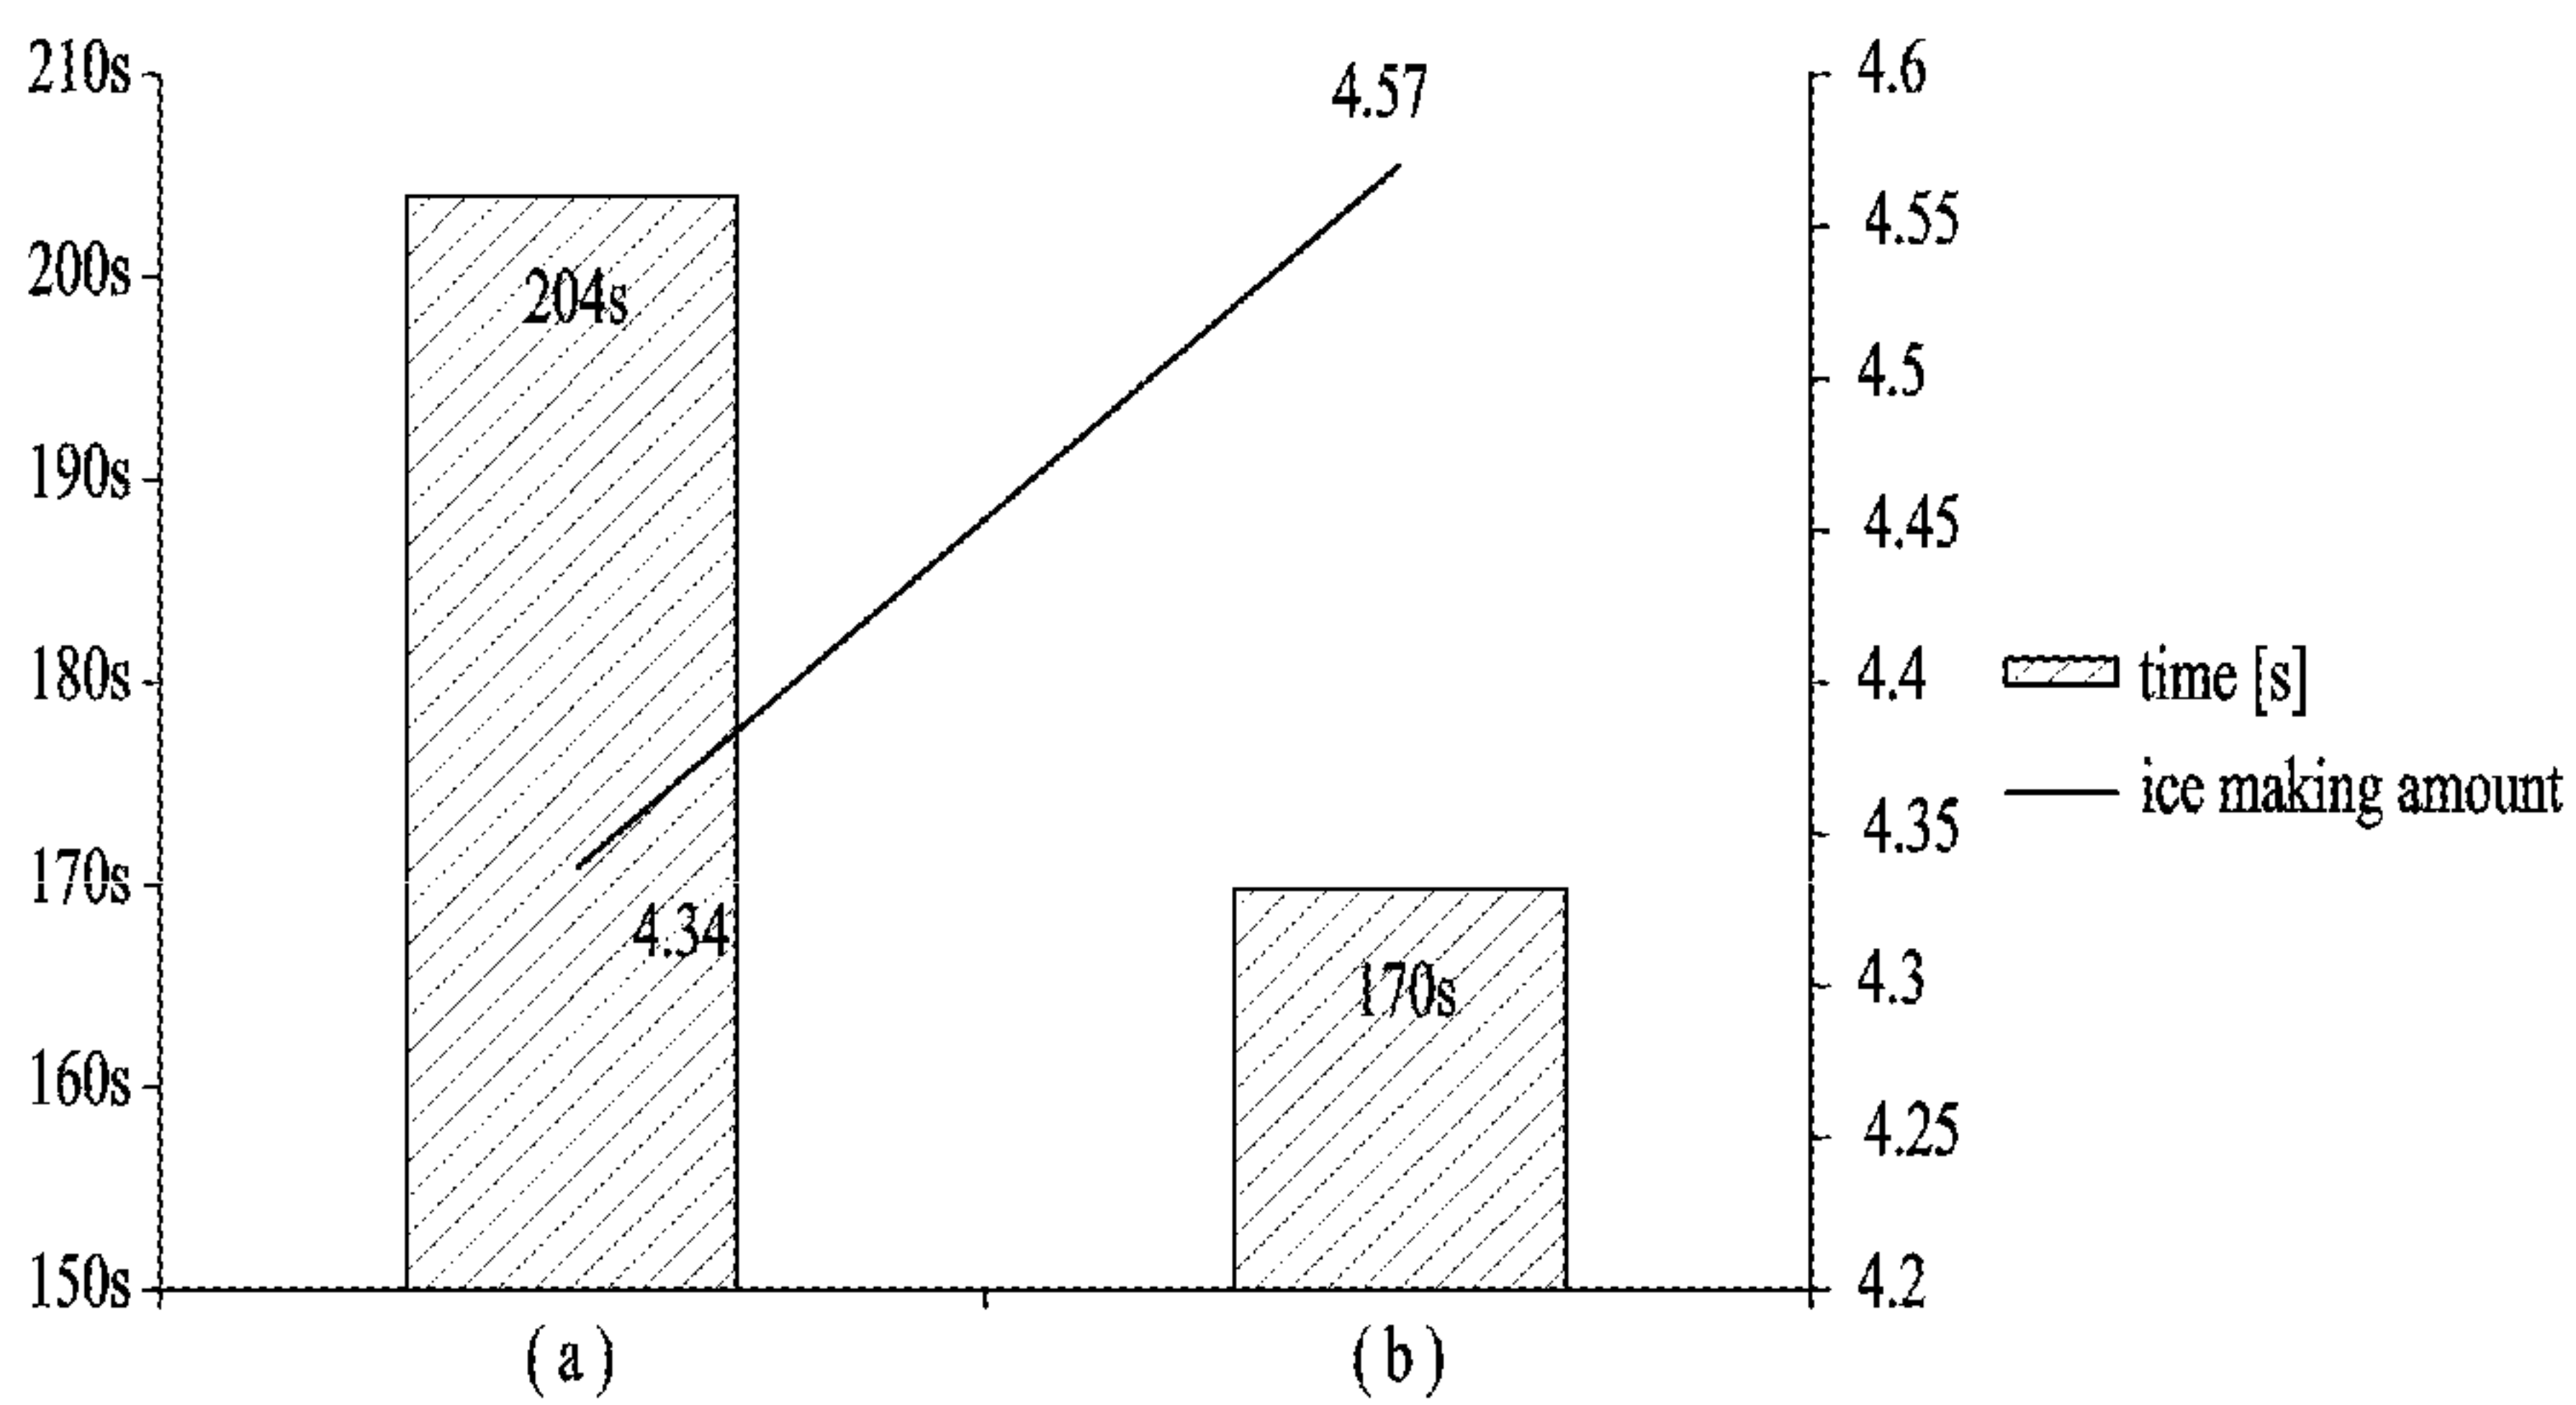 210s
200s
190s
180s
170s
160s
150s
204s
4.34
4.57
170s
4.6
4.55
4.5
4.45
4.4
4.35
4.3
4.25
4.2
(a)
(b)
time [s]
ice making amount